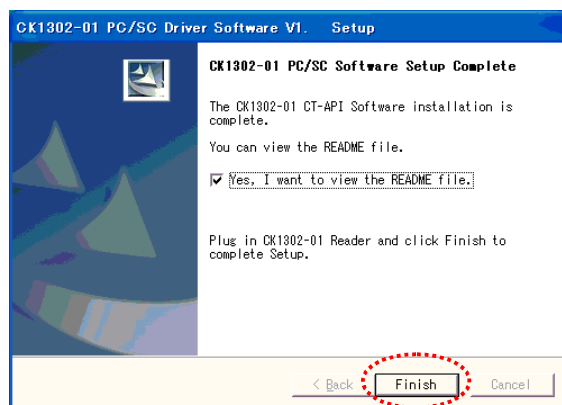 CK1302-01 PC/SC Driver Software V1. Setup
CK1302-01 PC/SC Software Setup Complete
The CK1302-01 CT-API Software installation is
complete.
You can view the README file.
Yes, I want to view the README file.
Plug in CK1302-01 Reader and click Finish to
complete Setup.
< Back Finish Cancel